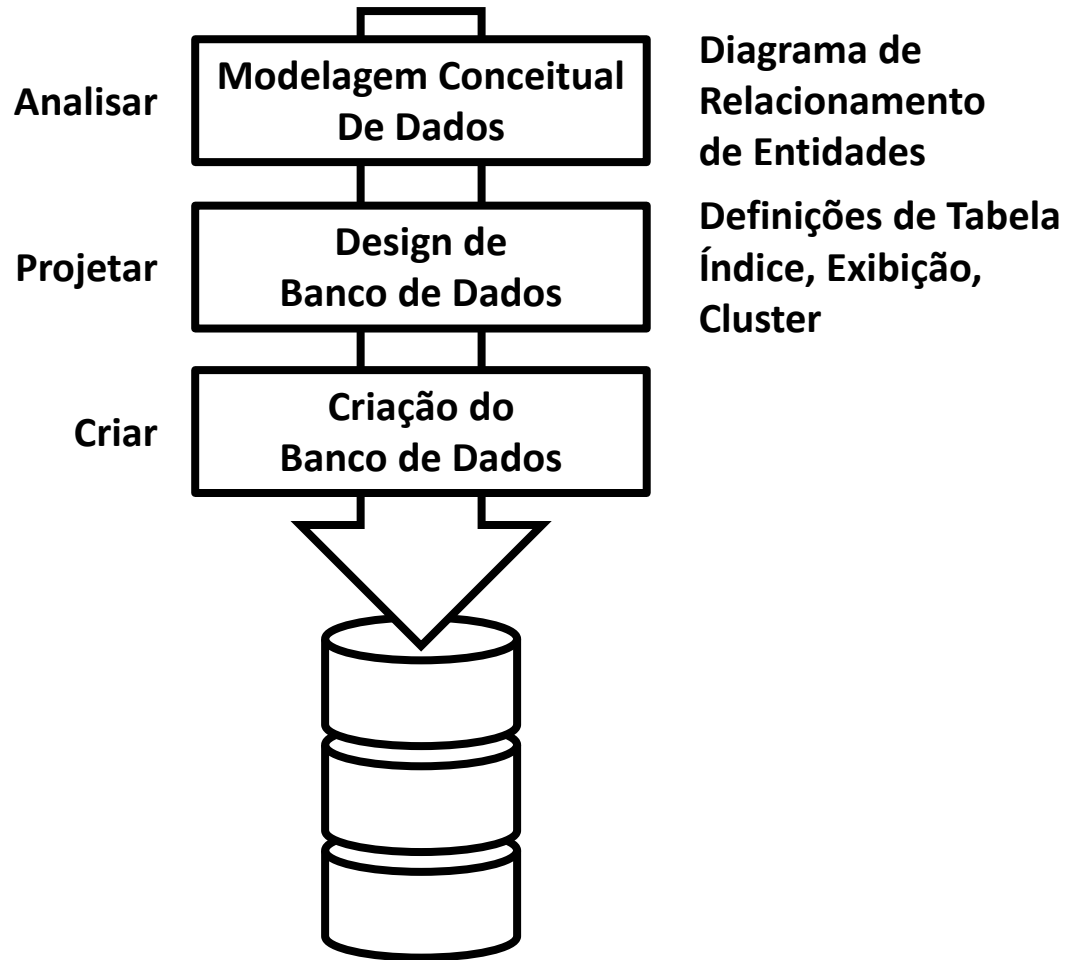 Analisar
Modelagem Conceitual
De Dados
Diagrama de
Relacionamento
de Entidades
Projetar
Design de
Banco de Dados
Definições de Tabela
Índice, Exibição,
Cluster
Criar
Criação do
Banco de Dados